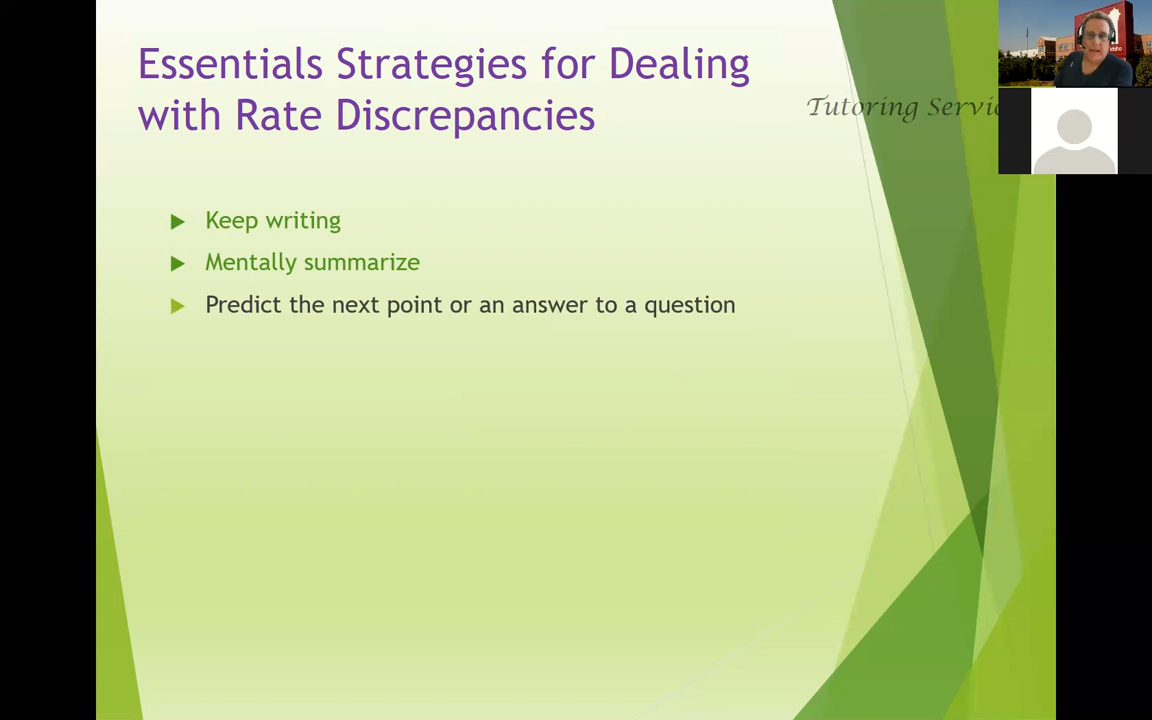 Essentials Strategies for Dealing
with Rate Discrepancies
Tutoring
Keep writing
Mentally summarize
Predict the next point or an answer to a question